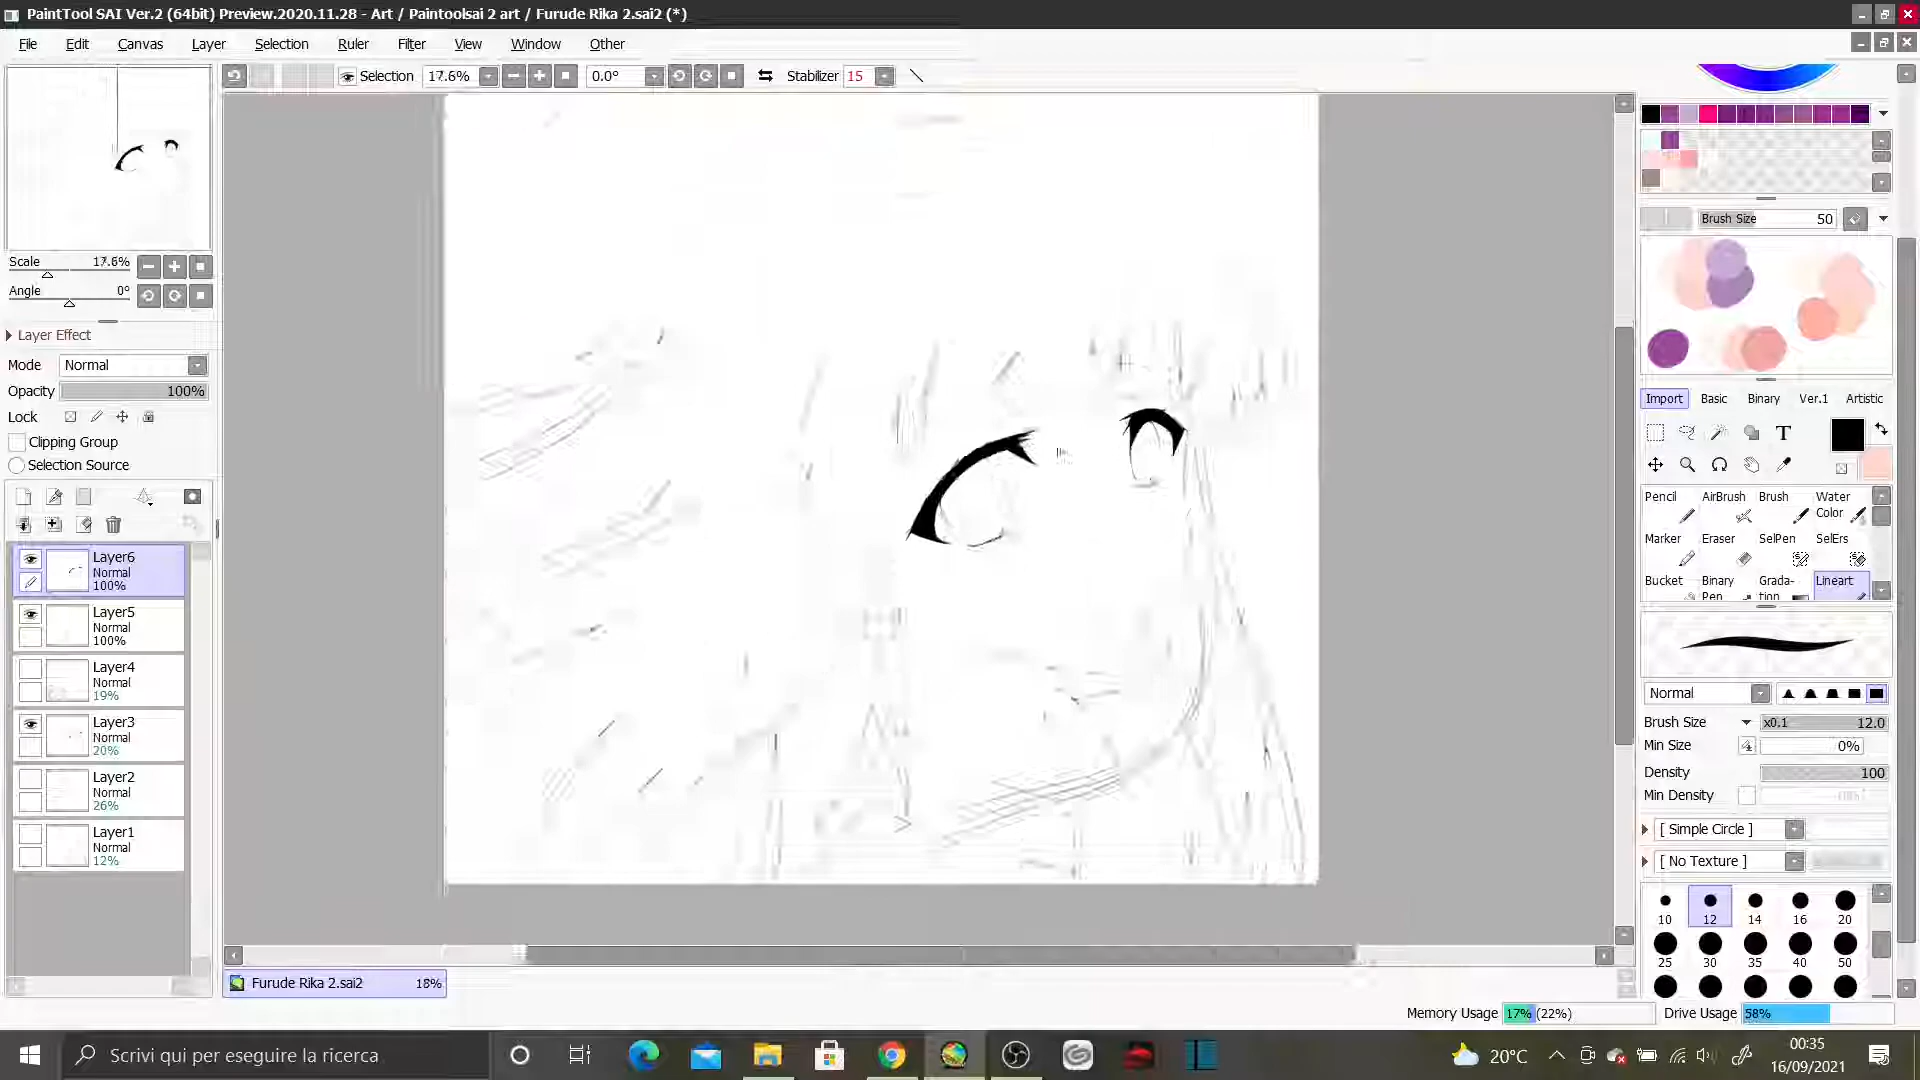 PaintTool SAI Ver.2 (64bit) Preview.2020.11.28 - Art / Paintoolsai 2 art / Furude Rika 2.sai2 (*)
File Edit Canvas Layer Selection Ruler Filter View Window Other
Selection 17.6% 0.0° Stabilizer 15
Scale 17.6%
Angle 0°
Layer Effect
Mode Normal
Opacity 100%
Lock
Clipping Group
Selection Source
Layer6
Normal
100%
Layer5
Normal
100%
Layer4
Normal
19%
Layer3
Normal
20%
Layer2
Normal
26%
Layer1
Normal
12%
Brush Size 50
Import Basic Binary Ver.1 Artistic
T
Pencil AirBrush Brush Water Color
Marker Eraser SelPen SelErs
Bucket Binary Pen Grada-tion Lineart
Normal
Brush Size x0.1 12.0
Min Size 0%
Density 100
Min Density
[ Simple Circle ]
[ No Texture ]
10 12 14 16 20
25 30 35 40 50
Furude Rika 2.sai2 18%
Memory Usage 17% (22%) Drive Usage 58%
Scrivi qui per eseguire la ricerca
20°C
00:35
16/09/2021